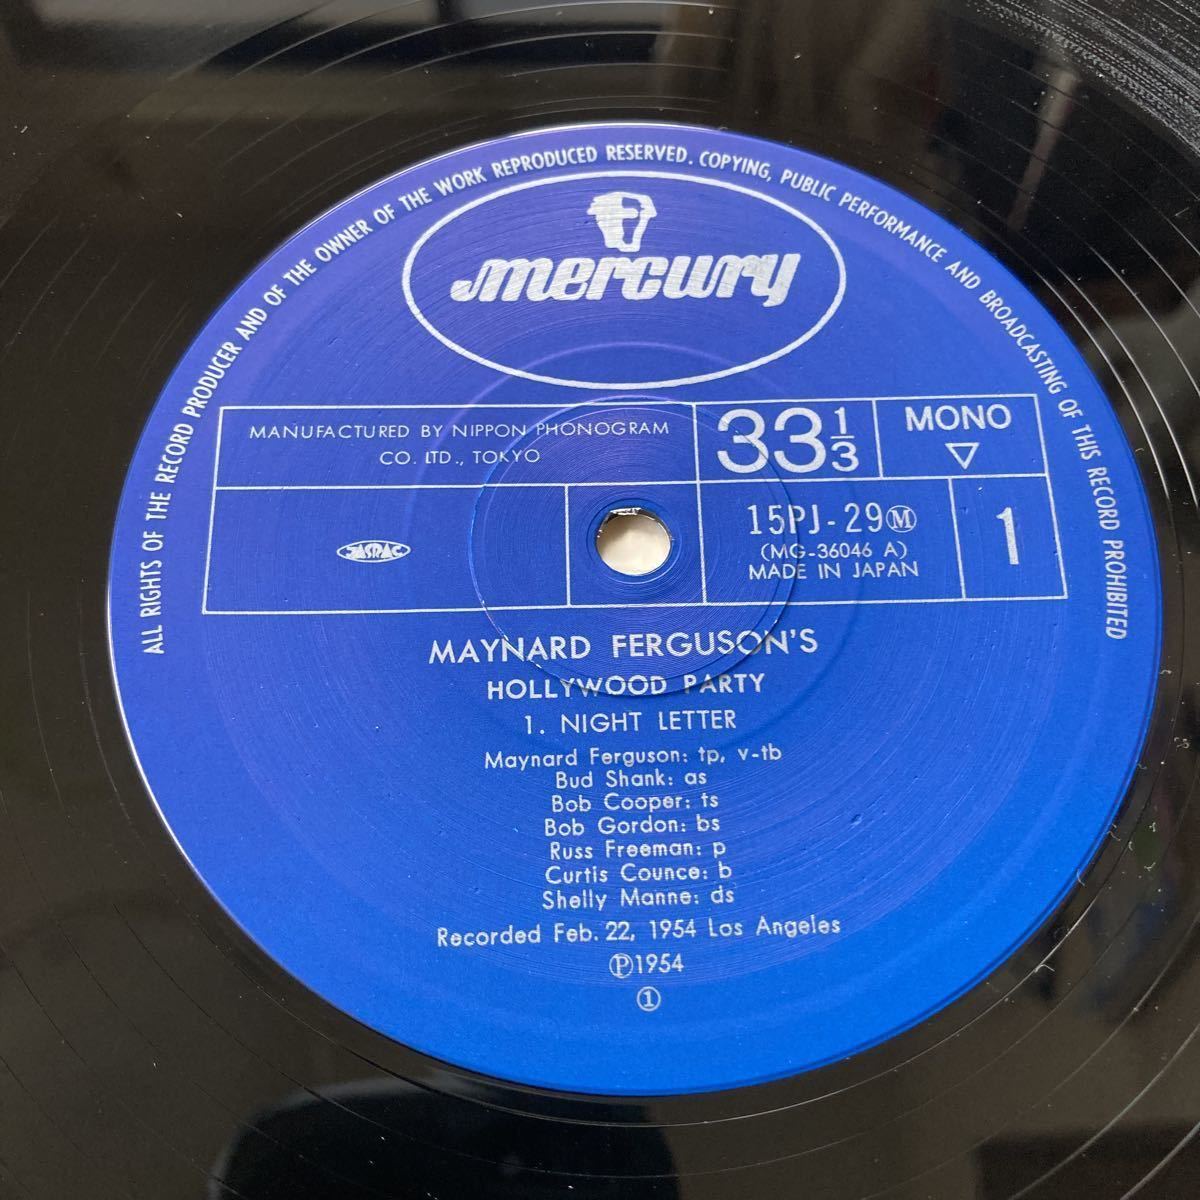 ALL RIGHTS OF THE RECORD PRODUCER AND OF THE OWNER OF THE WORK REPRODUCED RESERVED. COPYING, PUBLIC PERFORMANCE AND BROADCASTING OF THIS RECORD PROHIBITED
mercury
MANUFACTURED BY NIPPON PHONOGRAM
CO. LTD., TOKYO
33 1/3
MONO
▽
JASRAC
15PJ-29Ⓜ
(MG-36046 A)
MADE IN JAPAN
1
MAYNARD FERGUSON'S
HOLLYWOOD PARTY
1. NIGHT LETTER
Maynard Ferguson: tp, v-tb
Bud Shank: as
Bob Cooper: ts
Bob Gordon: bs
Russ Freeman: p
Curtis Counce: b
Shelly Manne: ds
Recorded Feb. 22, 1954 Los Angeles
Ⓟ1954
①